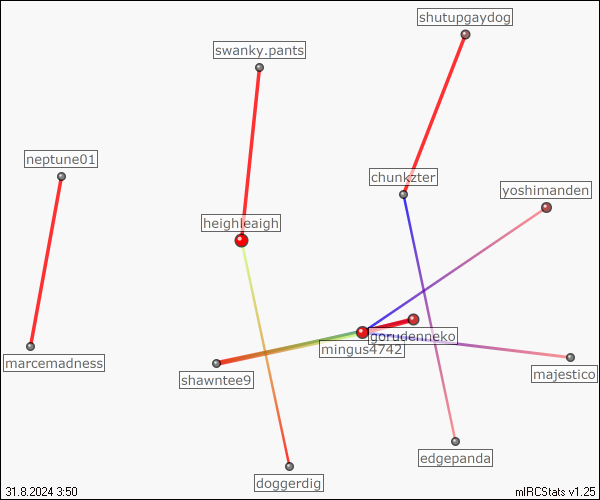 shutupgaydog
swanky.pants
neptune01
chunkzter
yoshimanden
heighleaigh
gorudenneko
mingus4742
marcemadness
shawntee9
majestico
edgepanda
doggerdig
31.8.2024 3:50
mIRCStats v1.25